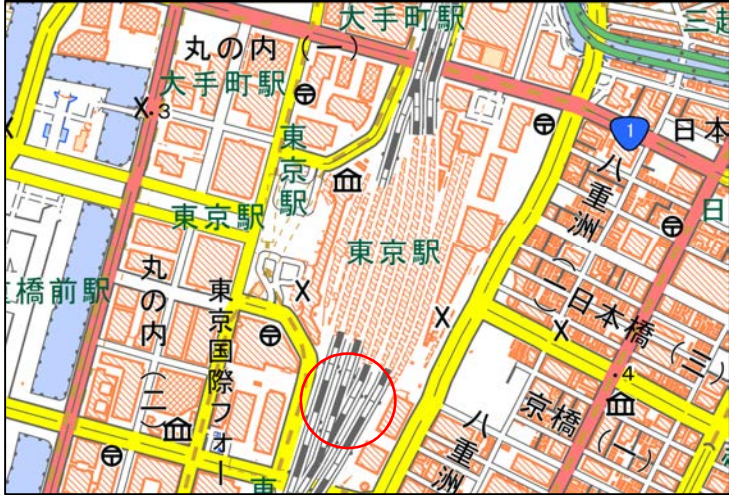 大手町駅
三越
丸の内(一)
大手町駅
3
1
日本
東京駅
八重洲(一)
日
東京駅
東京駅
橋前駅
丸の内(二)
東京国際フォー
日本橋(三)
4
京橋(一)
八重洲
東